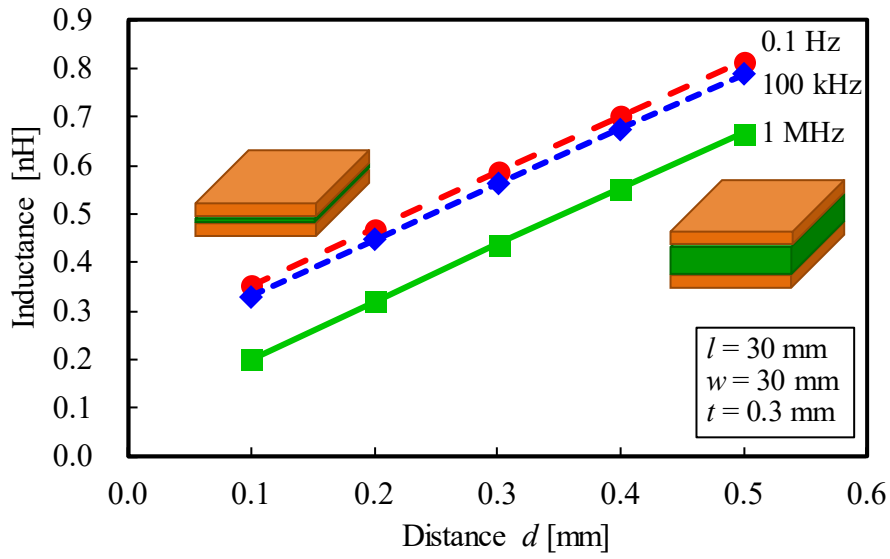 0.9
0.8
0.7
0.6
0.5
0.4
0.3
0.2
0.1
0.0
Inductance [nH]
0.1 Hz
100 kHz
1 MHz
l = 30 mm
w = 30 mm
t = 0.3 mm
0.0 0.1 0.2 0.3 0.4 0.5 0.6
Distance d [mm]